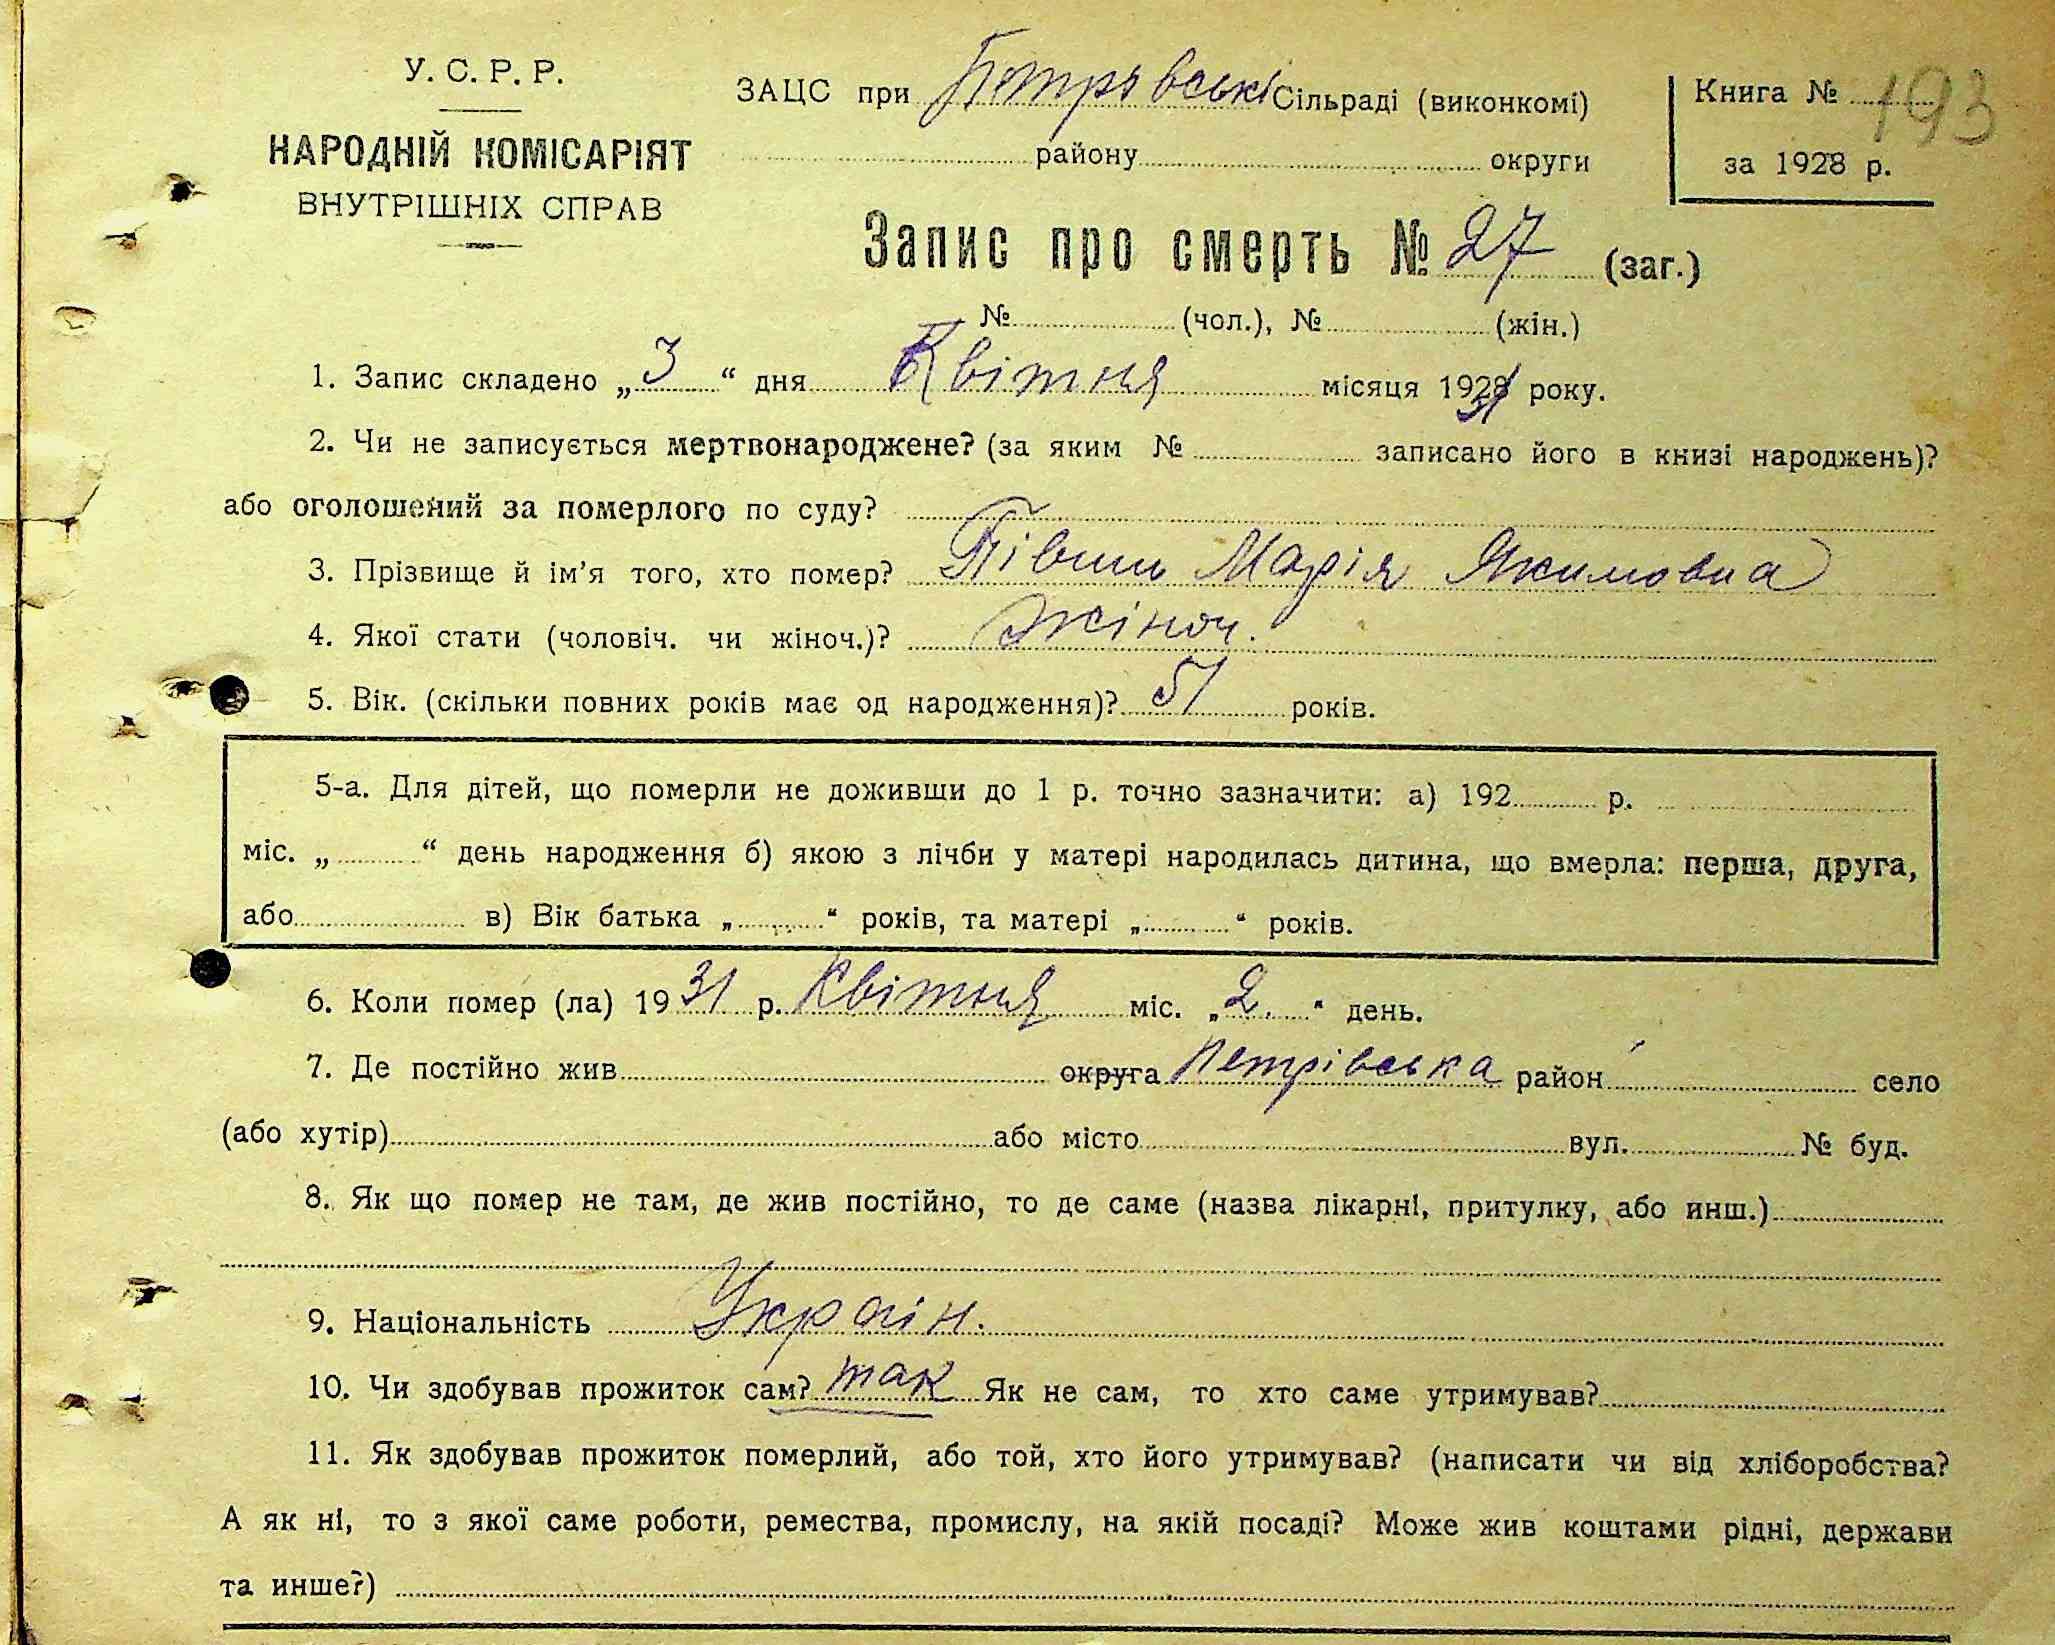 У. С. Р. Р.
НАРОДНІЙ КОМІСАРІЯТ
ВНУТРІШНІХ СПРАВ
ЗАЦС при Петровські Сільраді (виконкомі)
району округи
Книга № 193
за 1928 р.
Запис про смерть № 27 (заг.)
№ (чол.), № (жін.)
1. Запис складено „3“ дня Квітня місяця 1931 року.
2. Чи не записується мертвонароджене? (за яким № записано його в книзі народжень)?
або оголошений за померлого по суду?
3. Прізвище й ім'я того, хто помер? Марія Якимовна
4. Якої стати (чоловіч. чи жіноч.)? жіноч.
5. Вік. (скільки повних років має од народження)? 51 років.
5-а. Для дітей, що померли не доживши до 1 р. точно зазначити: а) 192 р.
міс. „ “ день народження б) якою з лічби у матері народилась дитина, що вмерла: перша, друга,
або в) Вік батька „ “ років, та матері „ “ років.
6. Коли помер (ла) 1931 р. Квітня міс. „2.“ день.
7. Де постійно жив округа Петрівська район село
(або хутір) або місто вул. № буд.
8. Як що помер не там, де жив постійно, то де саме (назва лікарні, притулку, або инш.)
9. Національність Україн.
10. Чи здобував прожиток сам? так Як не сам, то хто саме утримував?
11. Як здобував прожиток померлий, або той, хто його утримував? (написати чи від хліборобства?
А як ні, то з якої саме роботи, ремества, промислу, на якій посаді? Може жив коштами рідні, держави
та инше?)